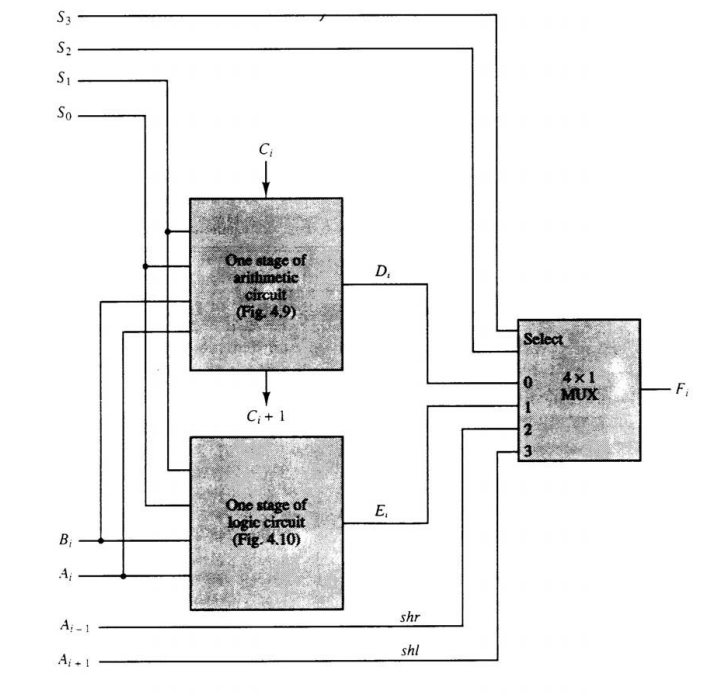 S3
S2
S1
S0
Ci
One stage of
arithmetic
circuit
(Fig. 4.9)
Di
Select
0
4 × 1
MUX
1
2
3
Fi
Ci + 1
One stage of
logic circuit
(Fig. 4.10)
Ei
Bi
Ai
Ai − 1
shr
Ai + 1
shl